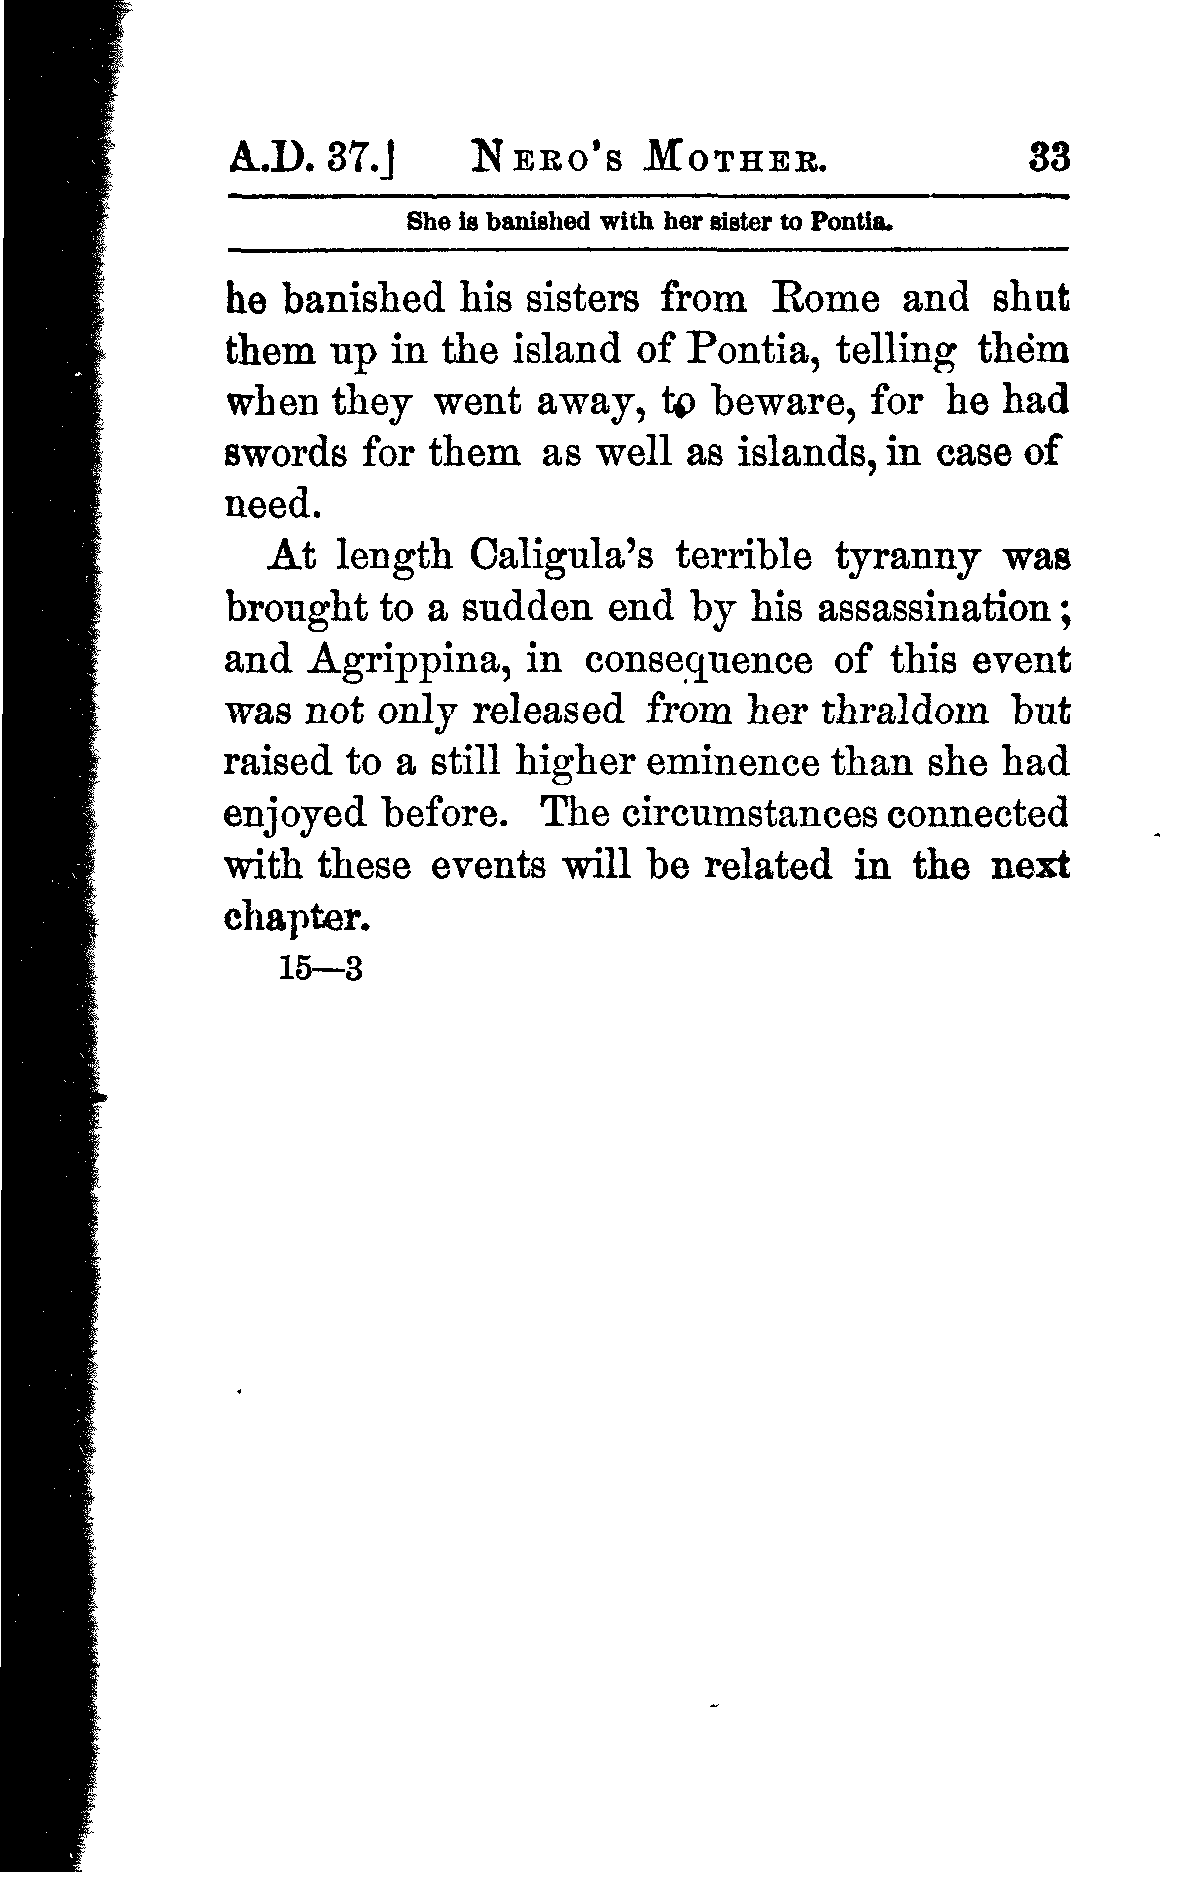 A.D. 37.] NERO'S MOTHER. 33
She is banished with her sister to Pontia.
he banished his sisters from Rome and shut
them up in the island of Pontia, telling them
when they went away, to beware, for he had
swords for them as well as islands, in case of
need.
At length Caligula's terrible tyranny was
brought to a sudden end by his assassination;
and Agrippina, in consequence of this event
was not only released from her thraldom but
raised to a still higher eminence than she had
enjoyed before. The circumstances connected
with these events will be related in the next
chapter.
15—3